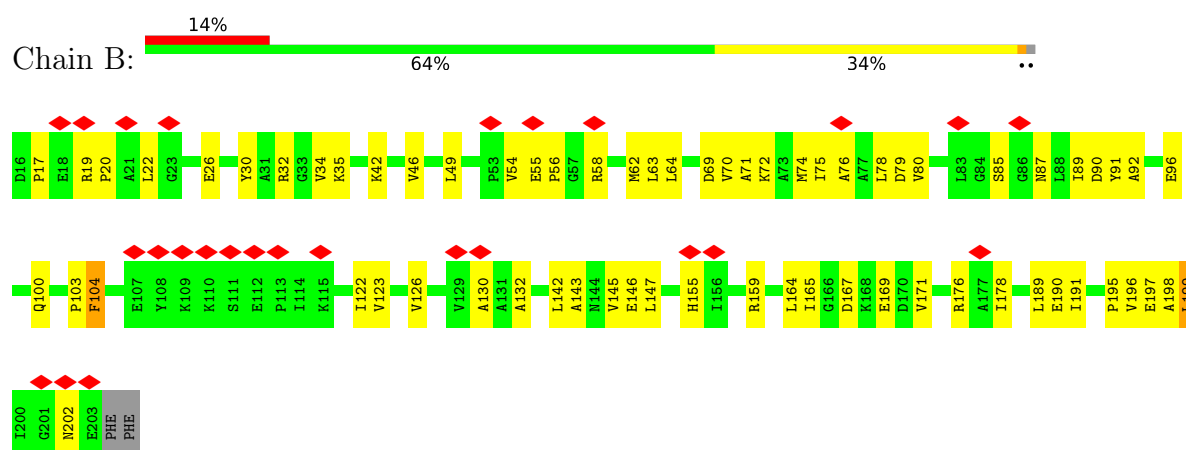 14%
Chain B:
64% 34% ••
D16 P17 E18 R19 P20 A21 L22 G23 E26 Y30 A31 R32 G33 V34 K35 K42 V46 L49 P53 V54 E55 P56 G57 R58 M62 L63 L64 D69 V70 A71 K72 A73 M74 I75 A76 A77 L78 D79 V80 L83 G84 S85 G86 N87 L88 I89 D90 Y91 A92 E96
Q100 P103 F104 E107 Y108 K109 K110 S111 E112 P113 I114 K115 I122 V123 V126 V129 A130 A131 A132 L142 A143 N144 V145 E146 L147 H155 I156 R159 L164 I165 G166 D167 K168 E169 D170 V171 R176 A177 I178 L189 E190 I191 P195 V196 E197 A198
I200 G201 N202 E203 PHE PHE